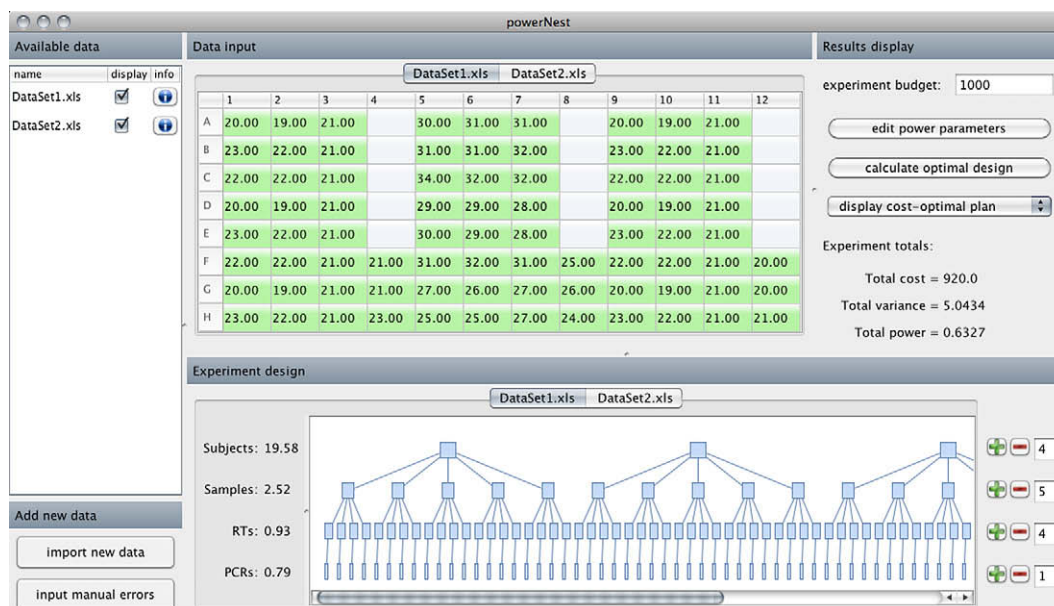 powerNest
Available data
name display info
DataSet1.xls
DataSet2.xls
Add new data
import new data
input manual errors
Data input
DataSet1.xls DataSet2.xls
1 2 3 4 5 6 7 8 9 10 11 12
A 20.00 19.00 21.00 30.00 31.00 31.00 20.00 19.00 21.00
B 23.00 22.00 21.00 31.00 31.00 32.00 23.00 22.00 21.00
C 22.00 22.00 21.00 34.00 32.00 32.00 22.00 22.00 21.00
D 20.00 19.00 21.00 29.00 29.00 28.00 20.00 19.00 21.00
E 23.00 22.00 21.00 30.00 29.00 28.00 23.00 22.00 21.00
F 22.00 22.00 21.00 21.00 31.00 32.00 31.00 25.00 22.00 22.00 21.00 20.00
G 20.00 19.00 21.00 21.00 27.00 26.00 27.00 26.00 20.00 19.00 21.00 20.00
H 23.00 22.00 21.00 23.00 25.00 25.00 27.00 24.00 23.00 22.00 21.00 21.00
Results display
experiment budget: 1000
edit power parameters
calculate optimal design
display cost-optimal plan
Experiment totals:
Total cost = 920.0
Total variance = 5.0434
Total power = 0.6327
Experiment design
DataSet1.xls DataSet2.xls
Subjects: 19.58 4
Samples: 2.52 5
RTs: 0.93 4
PCRs: 0.79 1